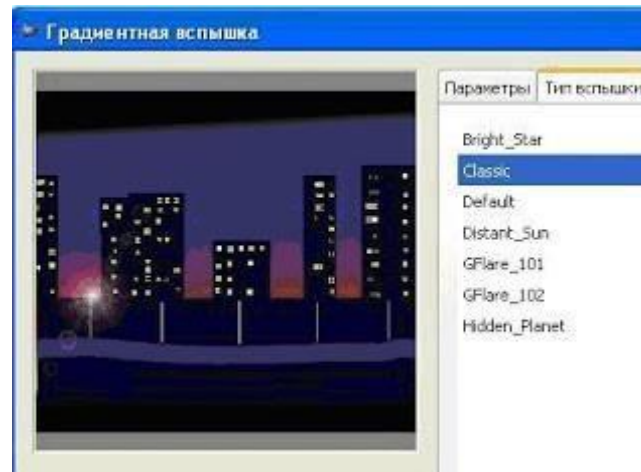 Градиентная вспышка
Параметры Тип вспышки
Bright_Star
Classic
Default
Distant_Sun
GFlare_101
GFlare_102
Hidden_Planet